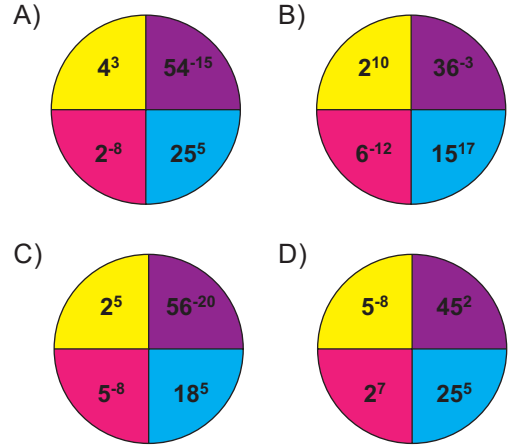 A) B)
4³ 54⁻¹⁵ 2¹⁰ 36⁻³
2⁻⁸ 25⁵ 6⁻¹² 15¹⁷
C) D)
2⁵ 56⁻²⁰ 5⁻⁸ 45²
5⁻⁸ 18⁵ 2⁷ 25⁵